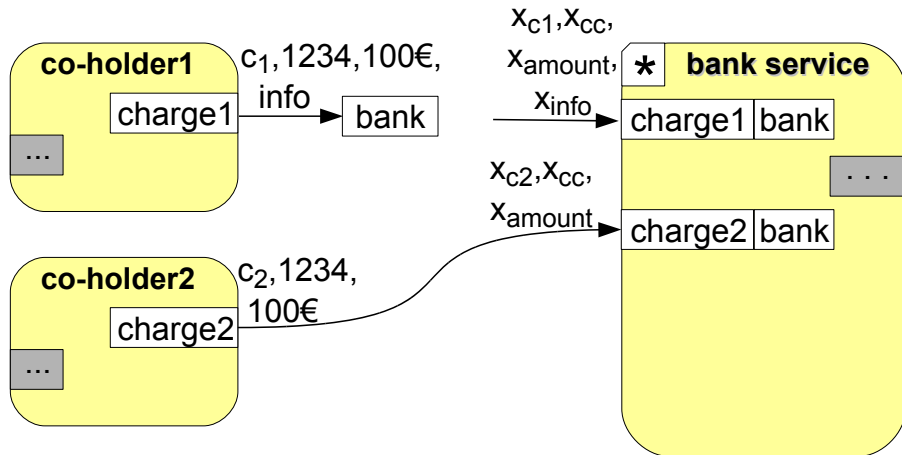 co-holder1
charge1
...
c1,1234,100€,
info
bank
xc1,xcc,
xamount,
xinfo
* bank service
charge1 bank
...
charge2 bank
xc2,xcc,
xamount
co-holder2
charge2
...
c2,1234,
100€